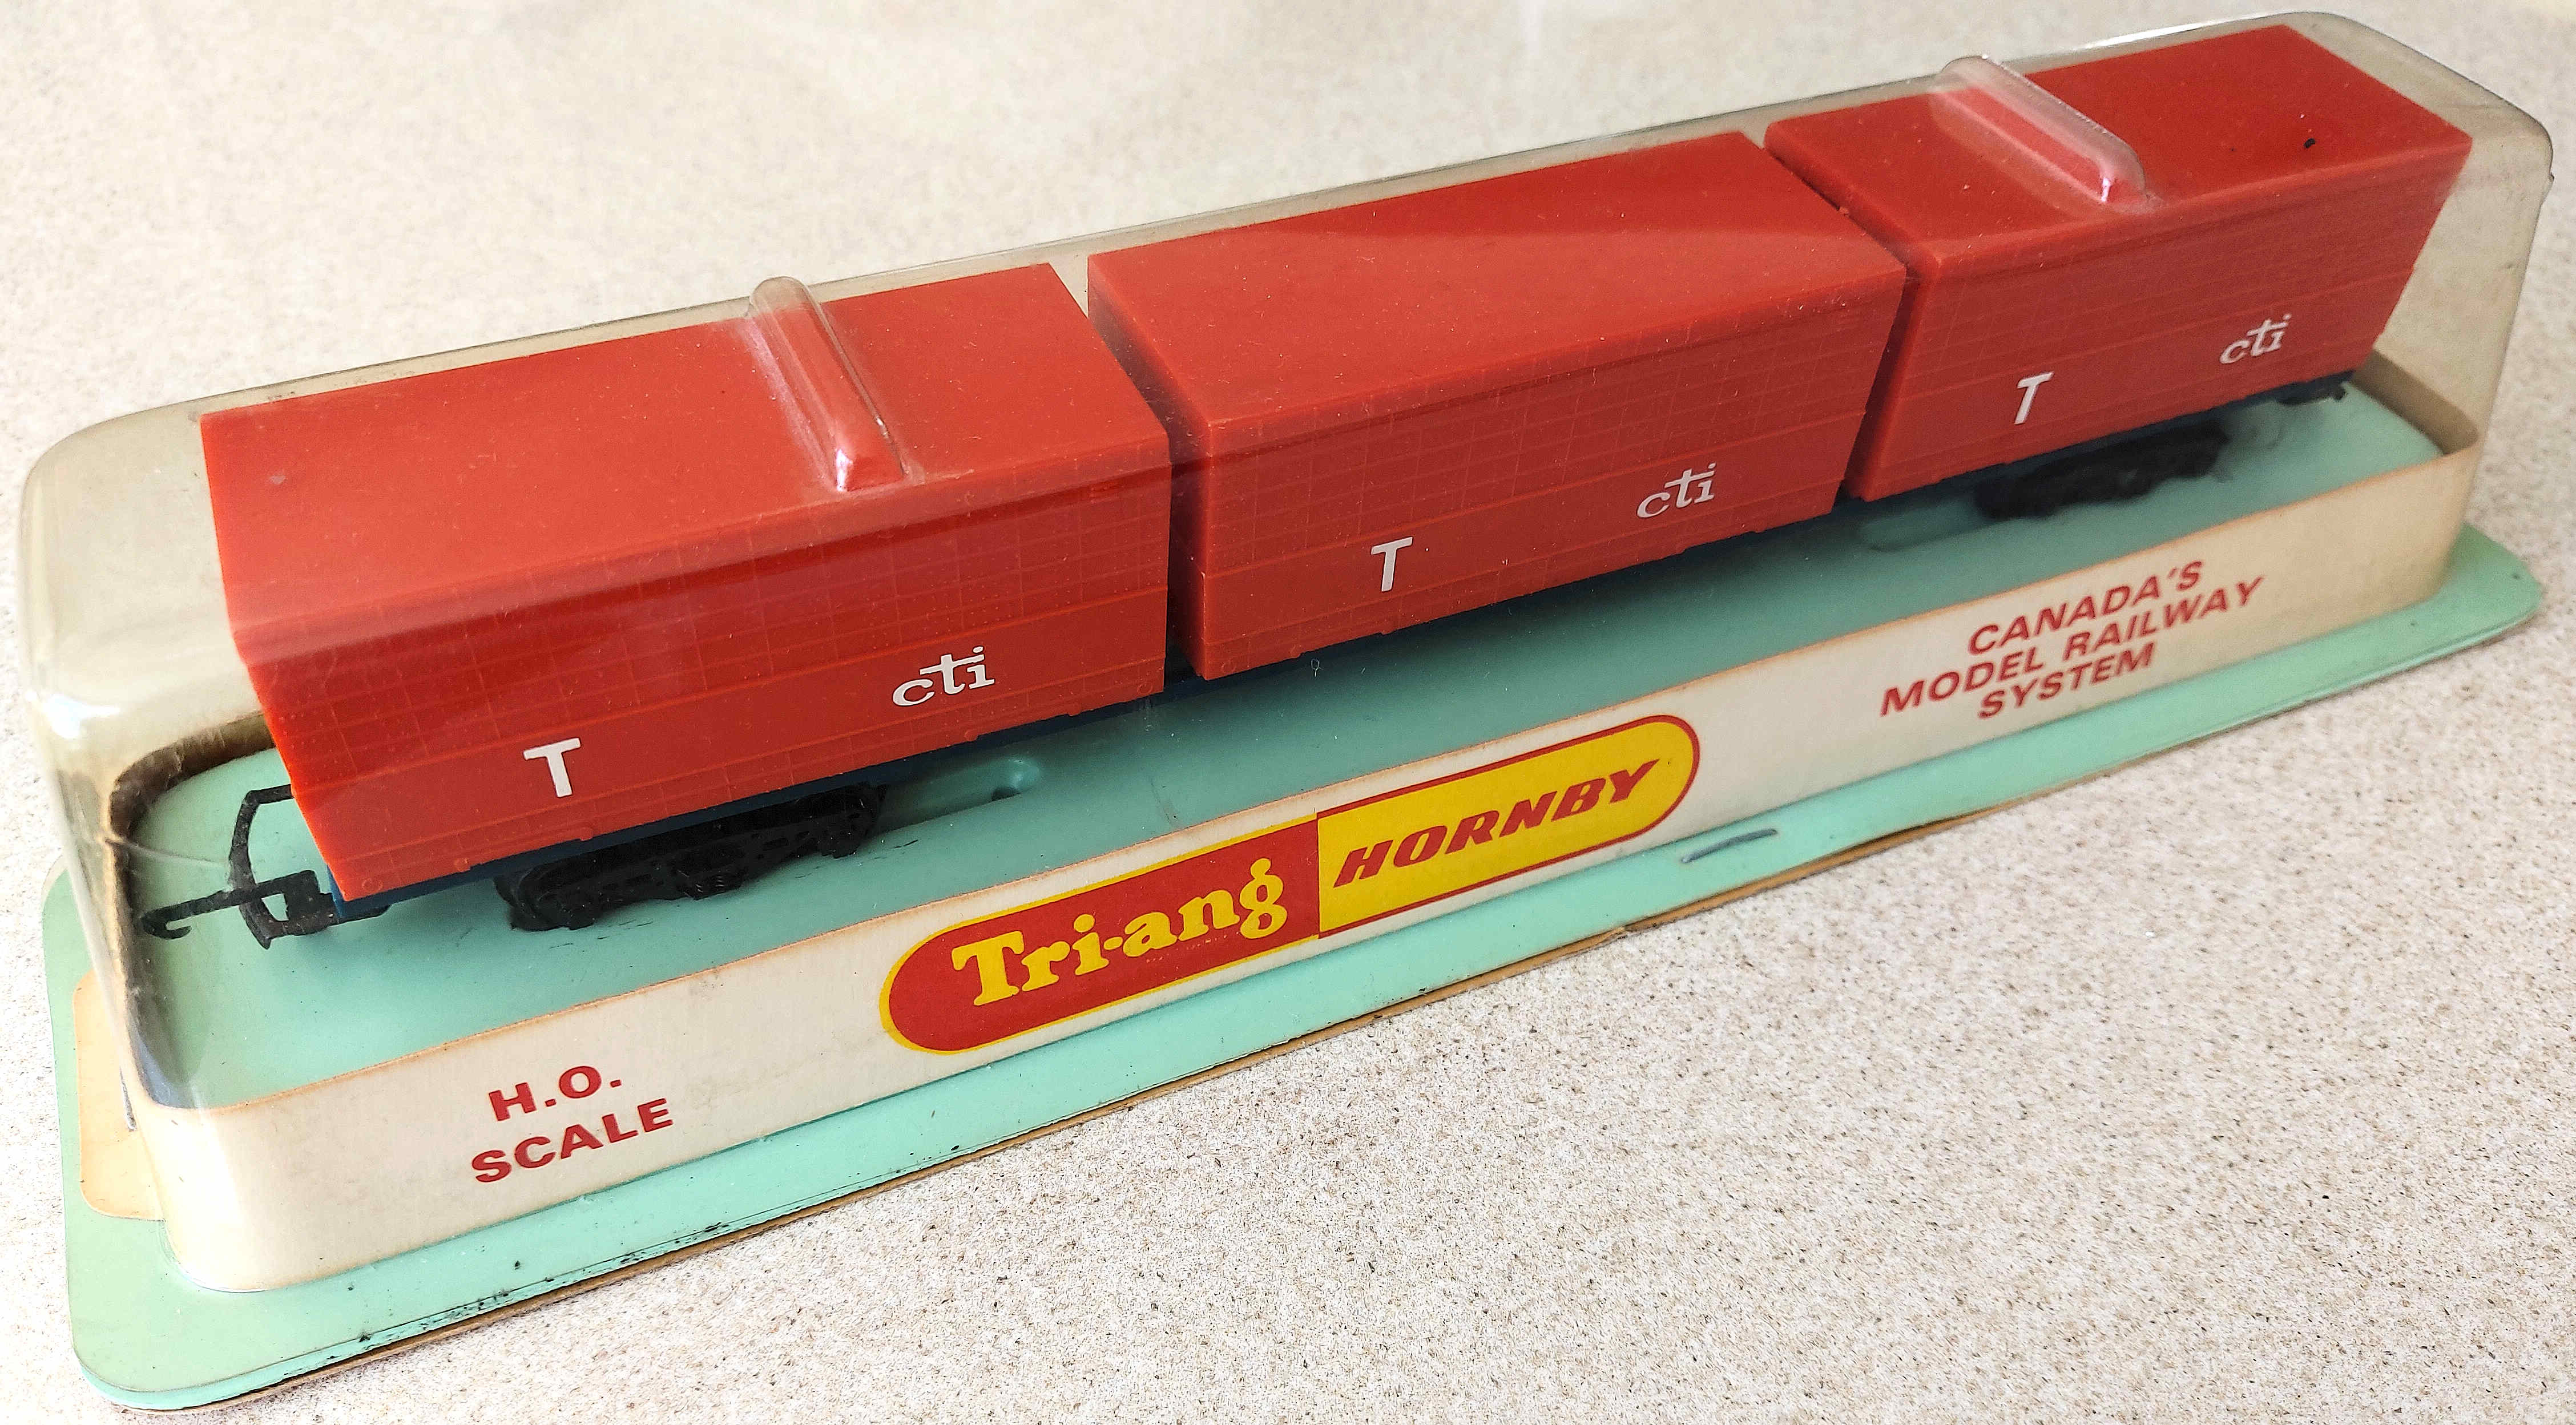 T cti
T cti
T cti
H.O.
SCALE
Tri-ang HORNBY
CANADA'S
MODEL RAILWAY
SYSTEM